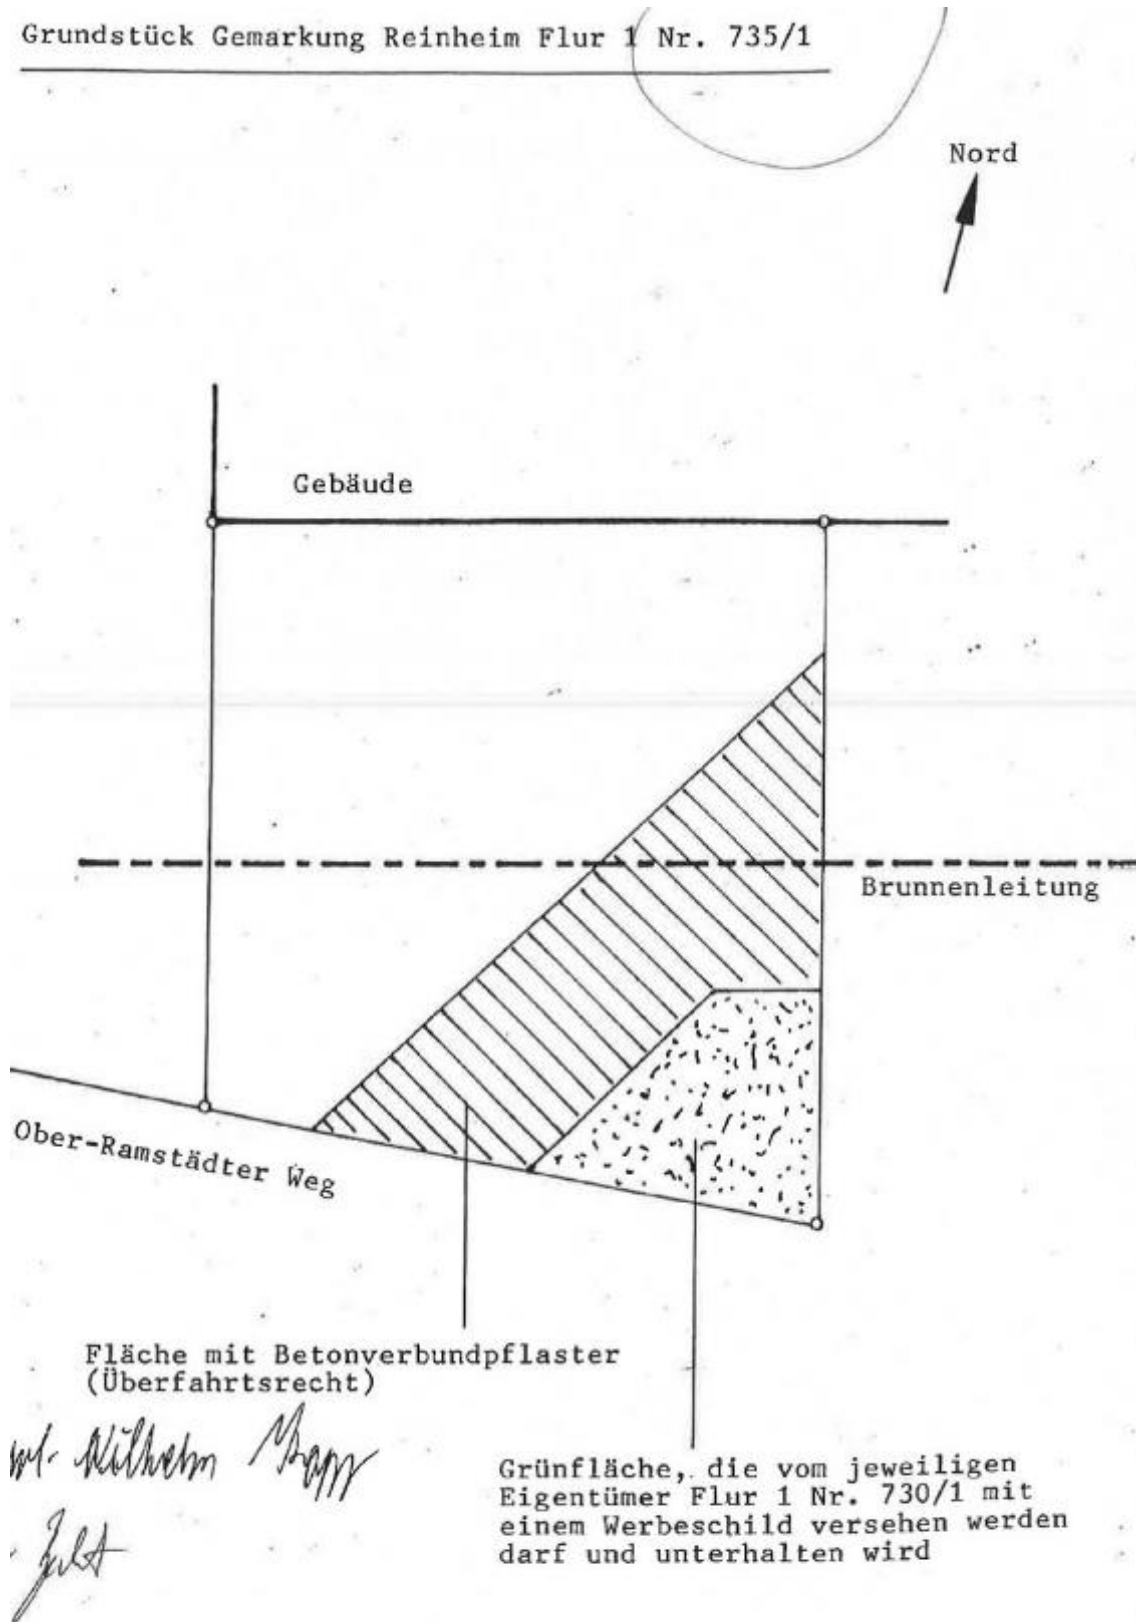 Grundstück Gemarkung Reinheim Flur 1 Nr. 735/1
Nord
Gebäude
Brunnenleitung
Ober-Ramstädter Weg
Fläche mit Betonverbundpflaster
(Überfahrtsrecht)
Wilhelm
Grünfläche, die vom jeweiligen
Eigentümer Flur 1 Nr. 730/1 mit
einem Werbeschild versehen werden
darf und unterhalten wird